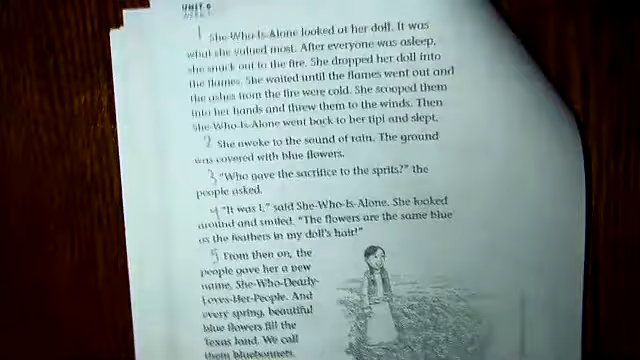 UNIT 6
WEEK 1
1 She-Who-Is-Alone looked at her doll. It was
what she valued most. After everyone was asleep,
she snuck out to the fire. She dropped her doll into
the flames. She waited until the flames went out and
the ashes from the fire were cold. She scooped them
into her hands and threw them to the winds. Then
She-Who-Is-Alone went back to her tipi and slept.
2 She awoke to the sound of rain. The ground
was covered with blue flowers.
3 "Who gave the sacrifice to the sprits?" the
people asked.
4 "It was I," said She-Who-Is-Alone. She looked
around and smiled. "The flowers are the same blue
as the feathers in my doll's hair!"
5 From then on, the
people gave her a new
name, She-Who-Dearly-
Loves-Her-People. And
every spring, beautiful
blue flowers fill the
Texas land. We call
them bluebonnets.